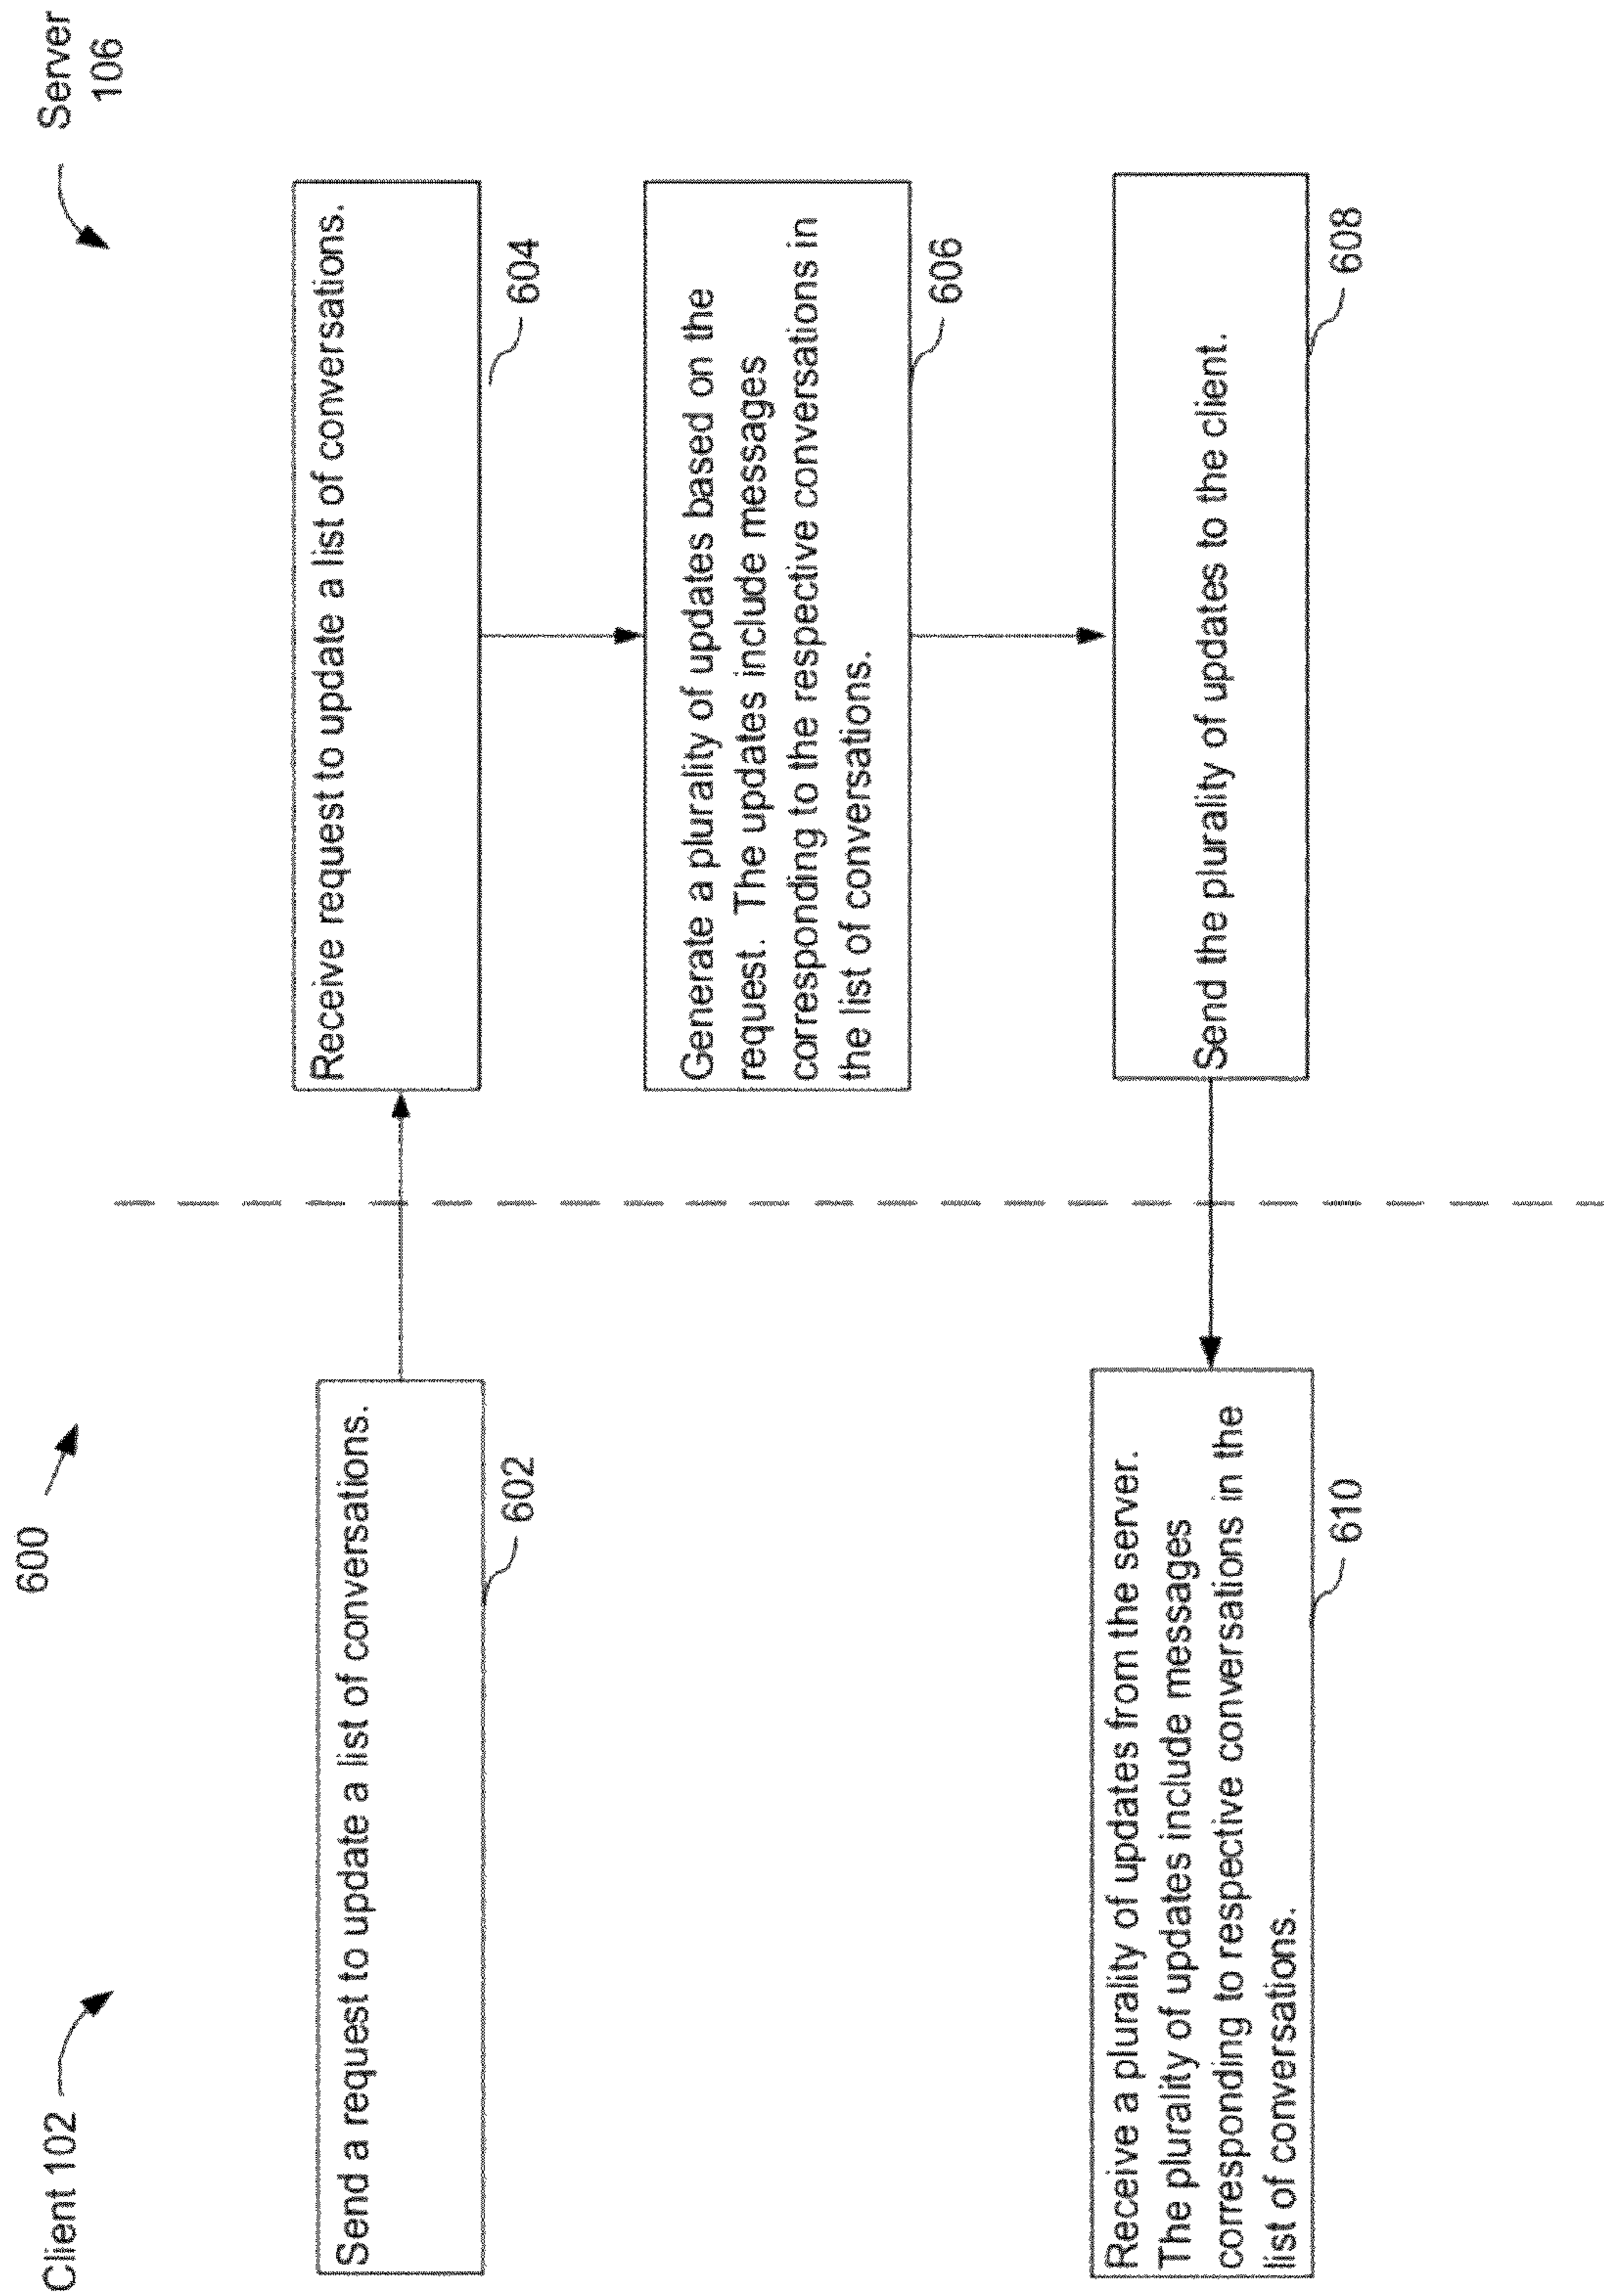 600
Client 102
Server
106
Send a request to update a list of conversations.
602
Receive request to update a list of conversations.
604
Generate a plurality of updates based on the
request. The updates include messages
corresponding to the respective conversations in
the list of conversations.
606
Send the plurality of updates to the client.
608
Receive a plurality of updates from the server.
The plurality of updates include messages
corresponding to respective conversations in the
list of conversations.
610